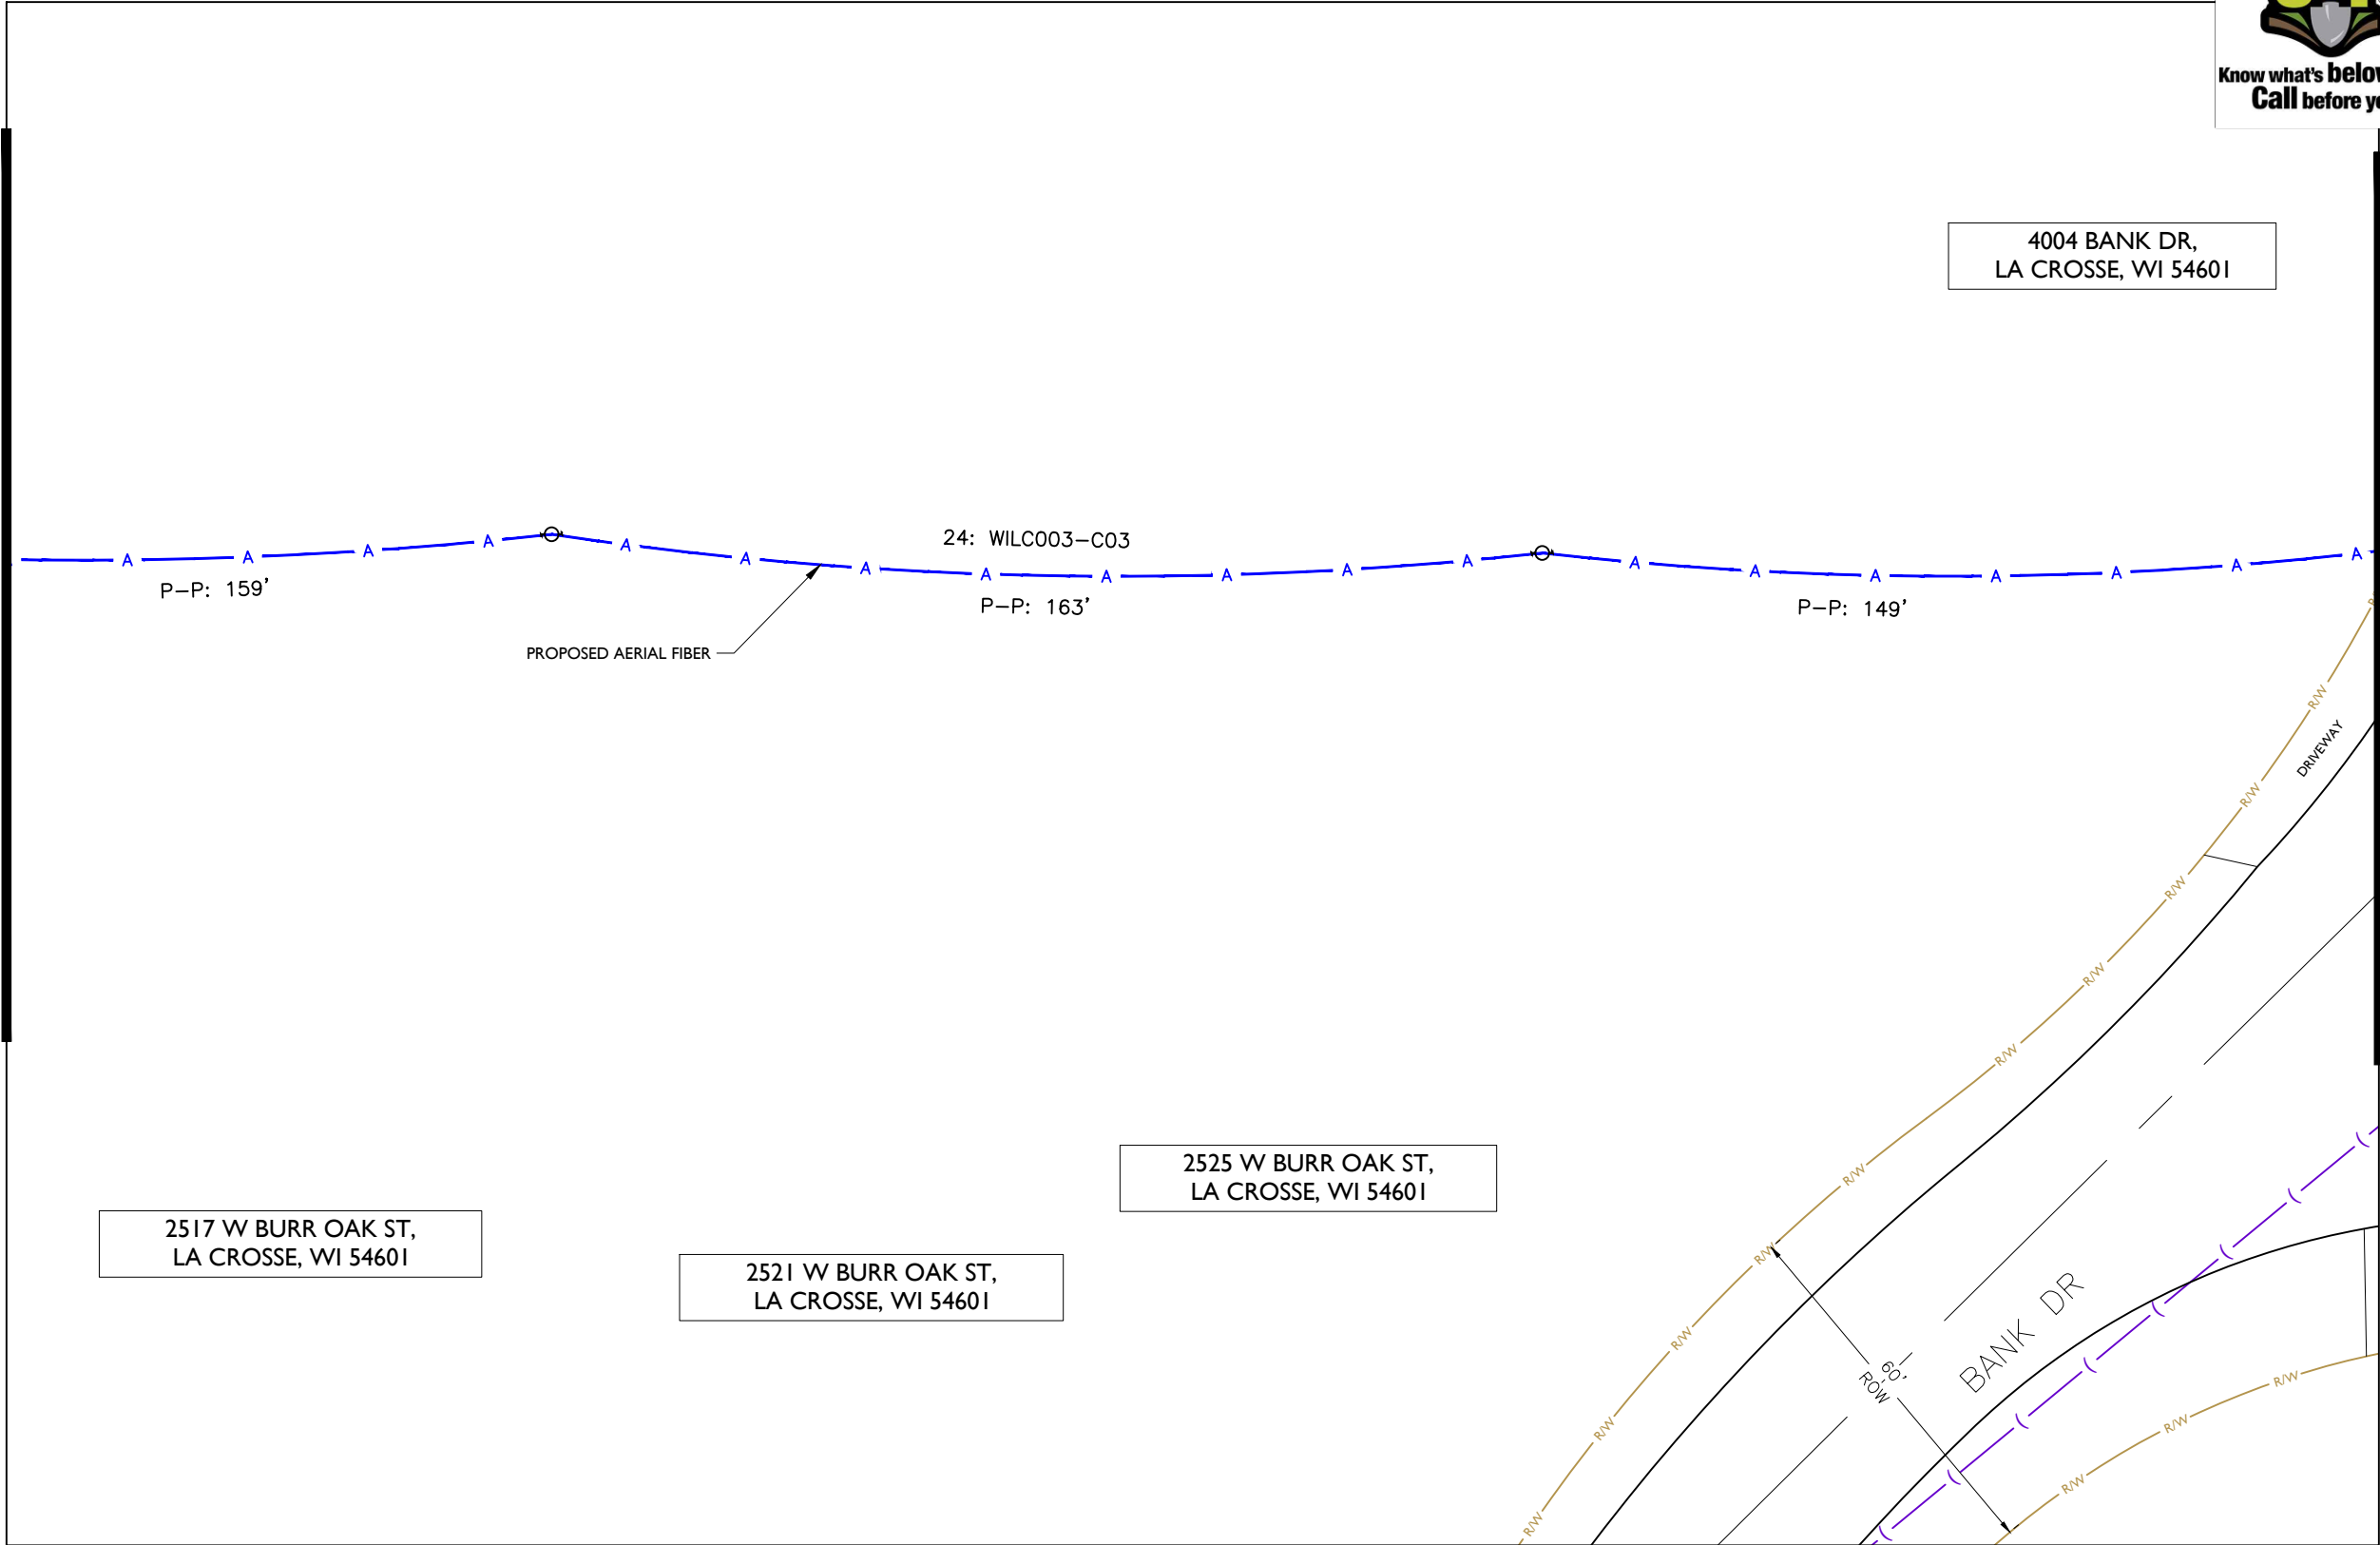 Know what's
Call before
4004 BANK DR,
LA CROSSE, WI 54601
24: WILC003-C03
A A A A A A A A A A A A A A A A A A A
P-P: 159'
P-P: 163'
P-P: 149'
PROPOSED AERIAL FIBER
R/W
DRIVEWAY
R/W
R/W
R/W
R/W
2525 W BURR OAK ST,
LA CROSSE, WI 54601
R/W
2517 W BURR OAK ST,
LA CROSSE, WI 54601
R/W
2521 W BURR OAK ST,
LA CROSSE, WI 54601
BANK DR
R/W
60'
ROW
R/W
R/W
R/W
R/W
R/W